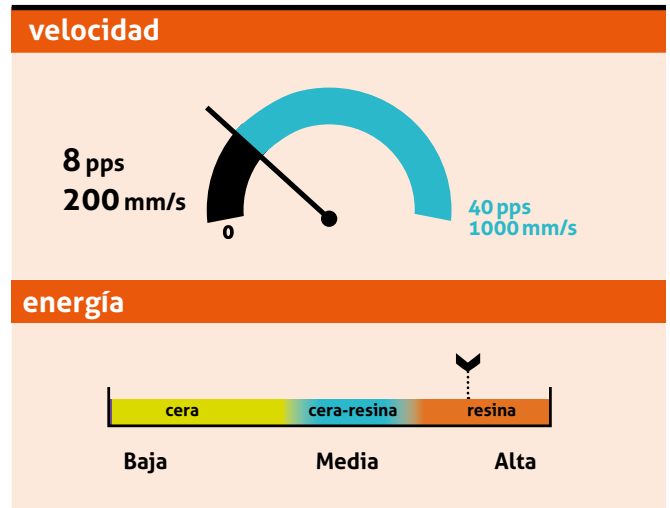 velocidad
8 pps
200 mm/s
0
40 pps
1000 mm/s
energía
cera cera-resina resina
Baja Media Alta